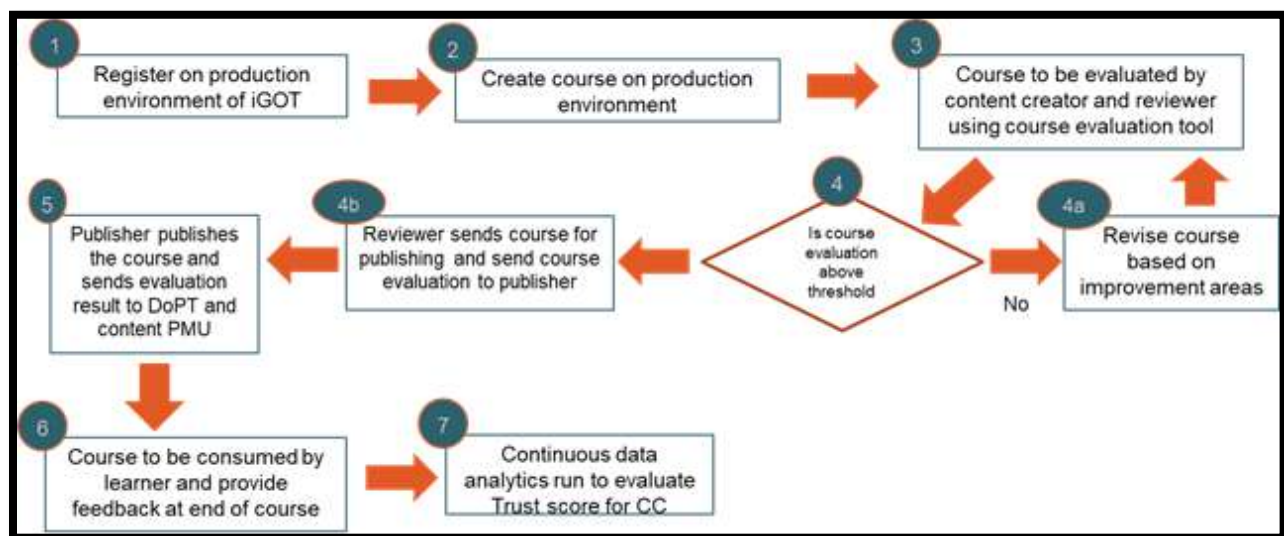 1
Register on production
environment of iGOT
2
Create course on production
environment
3
Course to be evaluated by
content creator and reviewer
using course evaluation tool
4
Is course
evaluation
above
threshold
No
4a
Revise course
based on
improvement areas
4b
Reviewer sends course for
publishing and send course
evaluation to publisher
5
Publisher publishes
the course and
sends evaluation
result to DoPT and
content PMU
6
Course to be consumed by
learner and provide
feedback at end of course
7
Continuous data
analytics run to evaluate
Trust score for CC